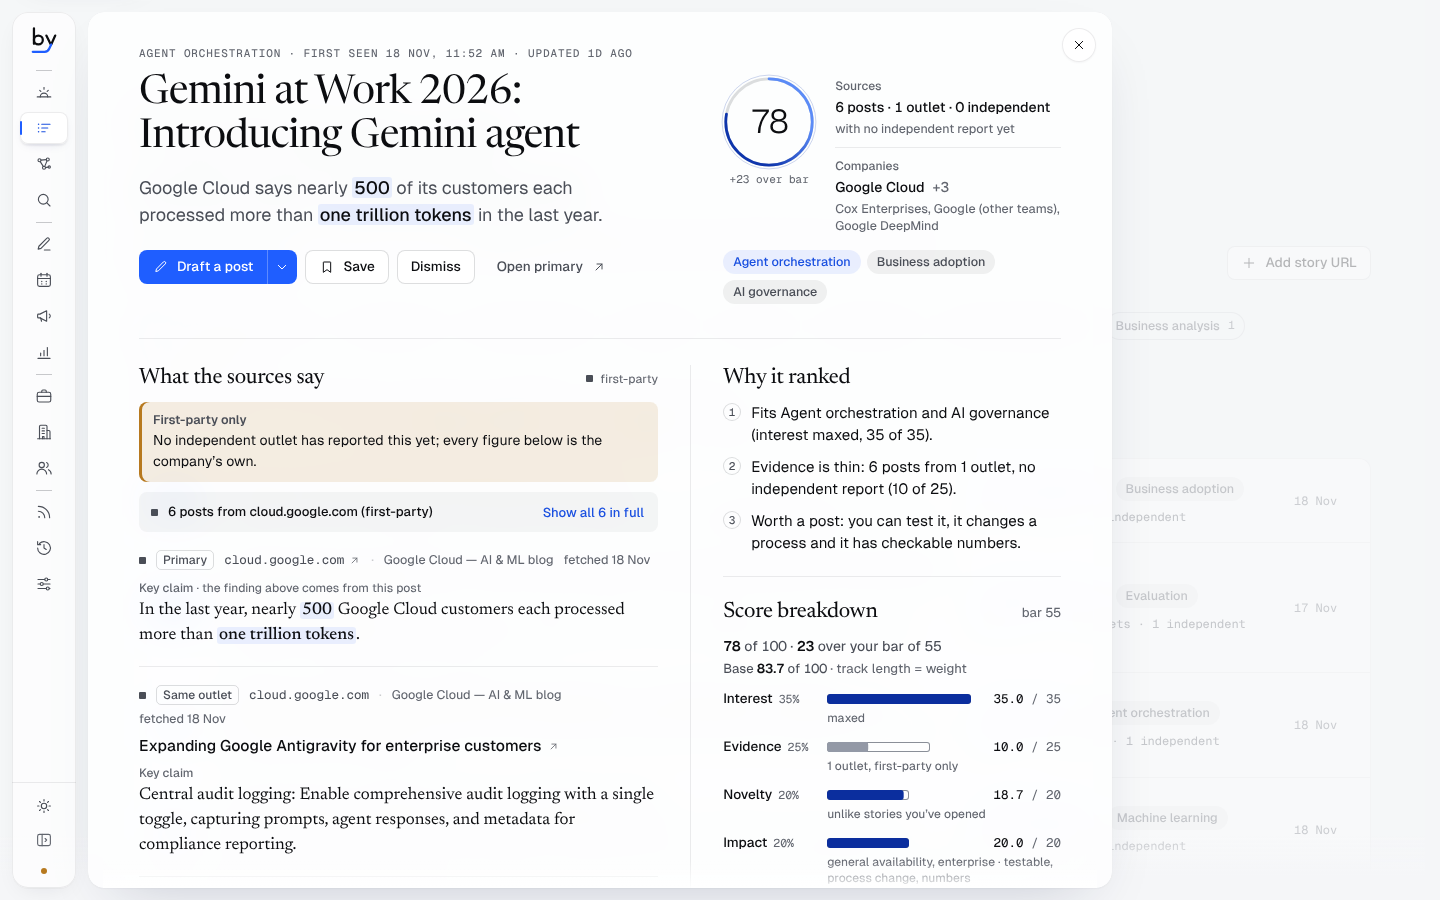 by
AGENT ORCHESTRATION · FIRST SEEN 18 NOV, 11:52 AM · UPDATED 1D AGO
Gemini at Work 2026:
Introducing Gemini agent
Google Cloud says nearly 500 of its customers each
processed more than one trillion tokens in the last year.
Draft a post
Save
Dismiss
Open primary
78
+23 over bar
Sources
6 posts · 1 outlet · 0 independent
with no independent report yet
Companies
Google Cloud +3
Cox Enterprises, Google (other teams),
Google DeepMind
Agent orchestration
Business adoption
AI governance
What the sources say
first-party
First-party only
No independent outlet has reported this yet; every figure below is the
company's own.
6 posts from cloud.google.com (first-party)
Show all 6 in full
Primary cloud.google.com · Google Cloud — AI & ML blog fetched 18 Nov
Key claim · the finding above comes from this post
In the last year, nearly 500 Google Cloud customers each processed
more than one trillion tokens.
Same outlet cloud.google.com · Google Cloud — AI & ML blog
fetched 18 Nov
Expanding Google Antigravity for enterprise customers
Key claim
Central audit logging: Enable comprehensive audit logging with a single
toggle, capturing prompts, agent responses, and metadata for
compliance reporting.
Why it ranked
1 Fits Agent orchestration and AI governance
(interest maxed, 35 of 35).
2 Evidence is thin: 6 posts from 1 outlet, no
independent report (10 of 25).
3 Worth a post: you can test it, it changes a
process and it has checkable numbers.
Score breakdown
bar 55
78 of 100 · 23 over your bar of 55
Base 83.7 of 100 · track length = weight
Interest 35% 35.0 / 35
maxed
Evidence 25% 10.0 / 25
1 outlet, first-party only
Novelty 20% 18.7 / 20
unlike stories you've opened
Impact 20% 20.0 / 20
general availability, enterprise · testable,
process change, numbers
Add story URL
Business analysis 1
Business adoption
18 Nov
independent
Evaluation
17 Nov
ets · 1 independent
ent orchestration
18 Nov
· 1 independent
Machine learning
18 Nov
independent